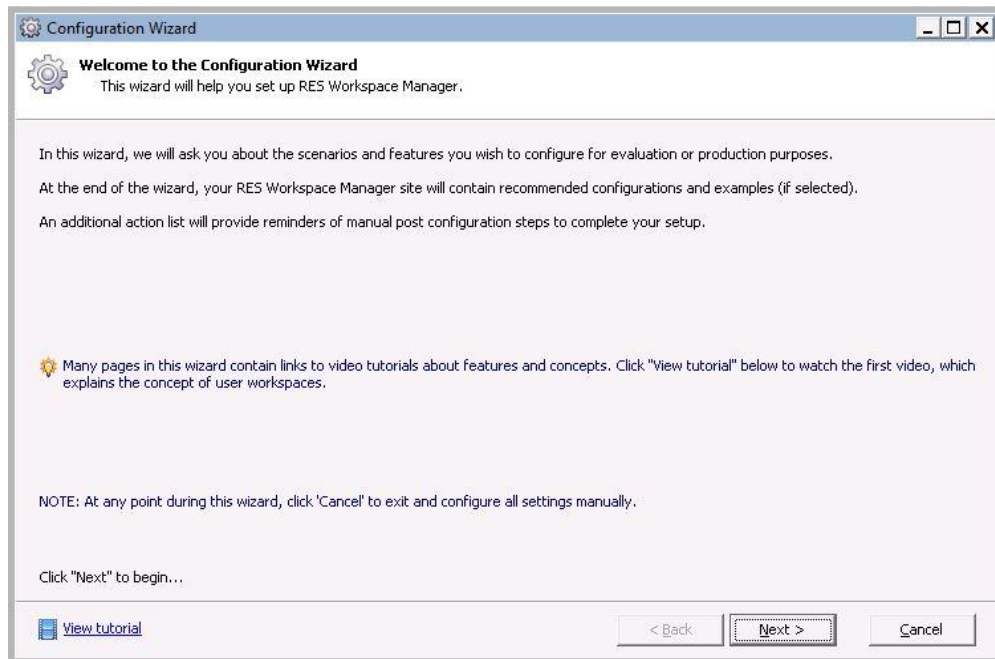 Configuration Wizard
Welcome to the Configuration Wizard
This wizard will help you set up RES Workspace Manager.
In this wizard, we will ask you about the scenarios and features you wish to configure for evaluation or production purposes.
At the end of the wizard, your RES Workspace Manager site will contain recommended configurations and examples (if selected).
An additional action list will provide reminders of manual post configuration steps to complete your setup.
Many pages in this wizard contain links to video tutorials about features and concepts. Click "View tutorial" below to watch the first video, which
explains the concept of user workspaces.
NOTE: At any point during this wizard, click 'Cancel' to exit and configure all settings manually.
Click "Next" to begin...
View tutorial
< Back
Next >
Cancel